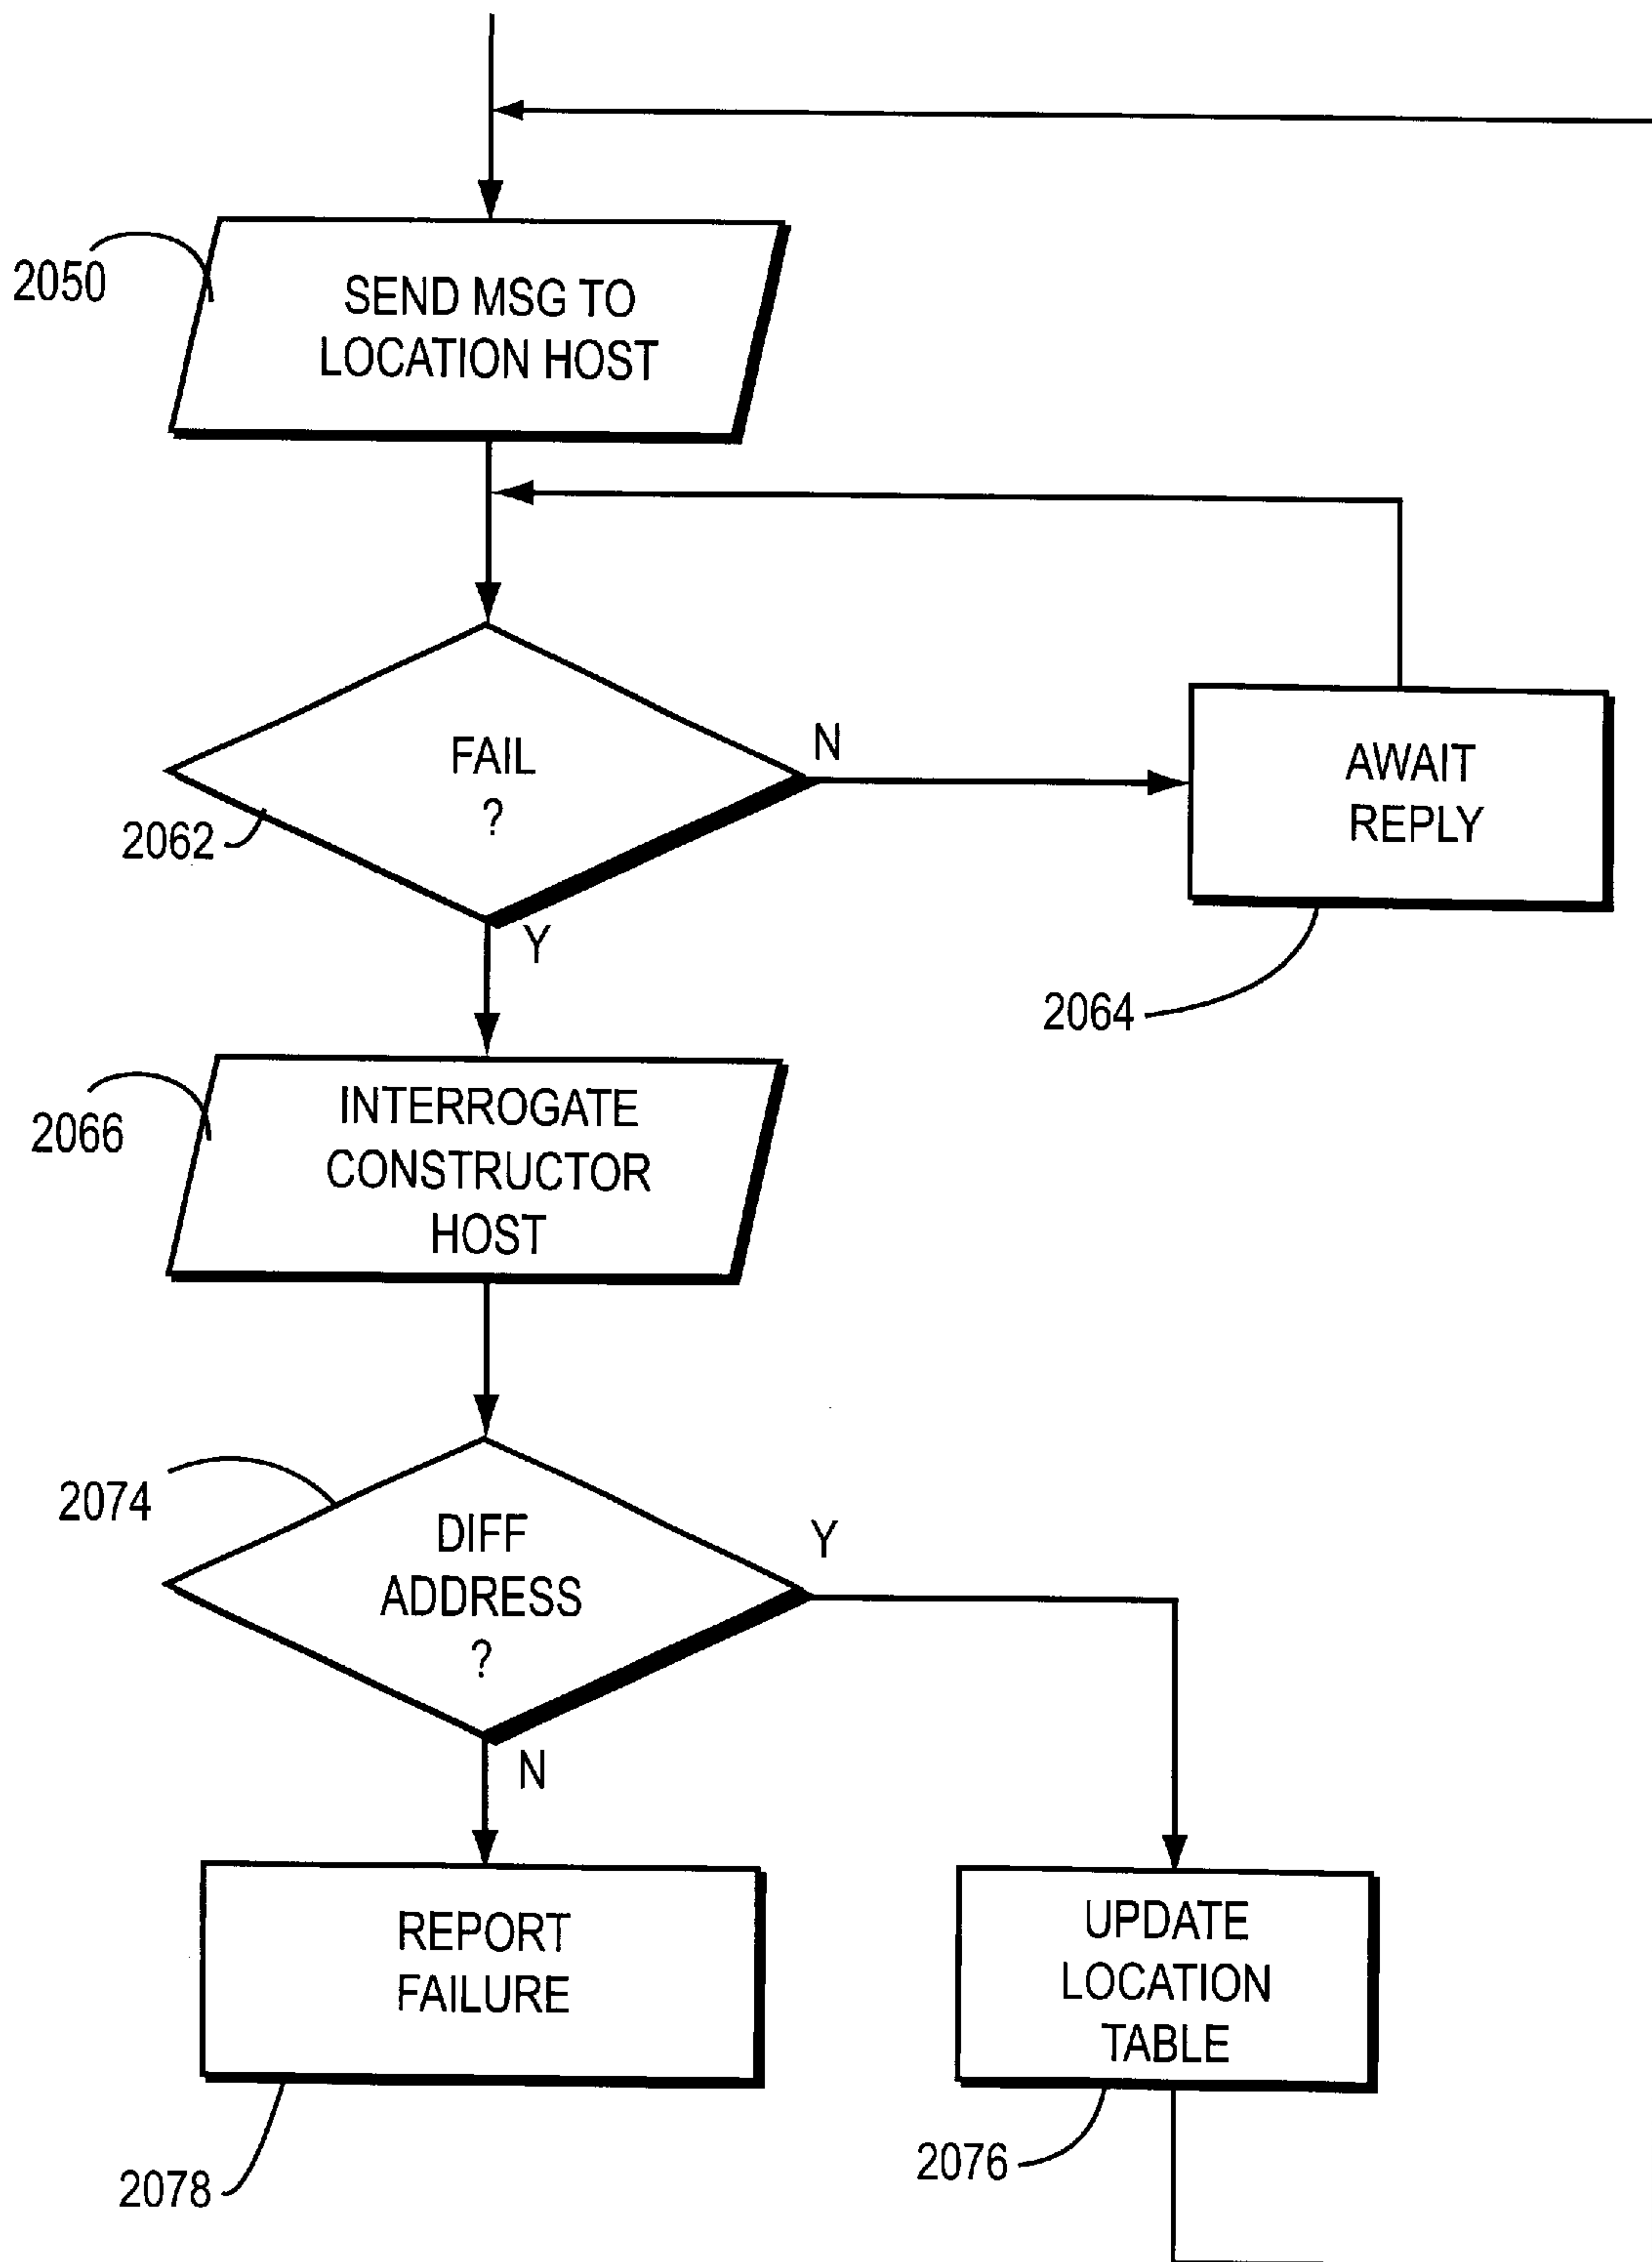 2050
SEND MSG TO
LOCATION HOST
FAIL
?
N
2062
Y
AWAIT
REPLY
2064
2066
INTERROGATE
CONSTRUCTOR
HOST
2074
DIFF
ADDRESS
?
Y
N
REPORT
FAILURE
2078
UPDATE
LOCATION
TABLE
2076